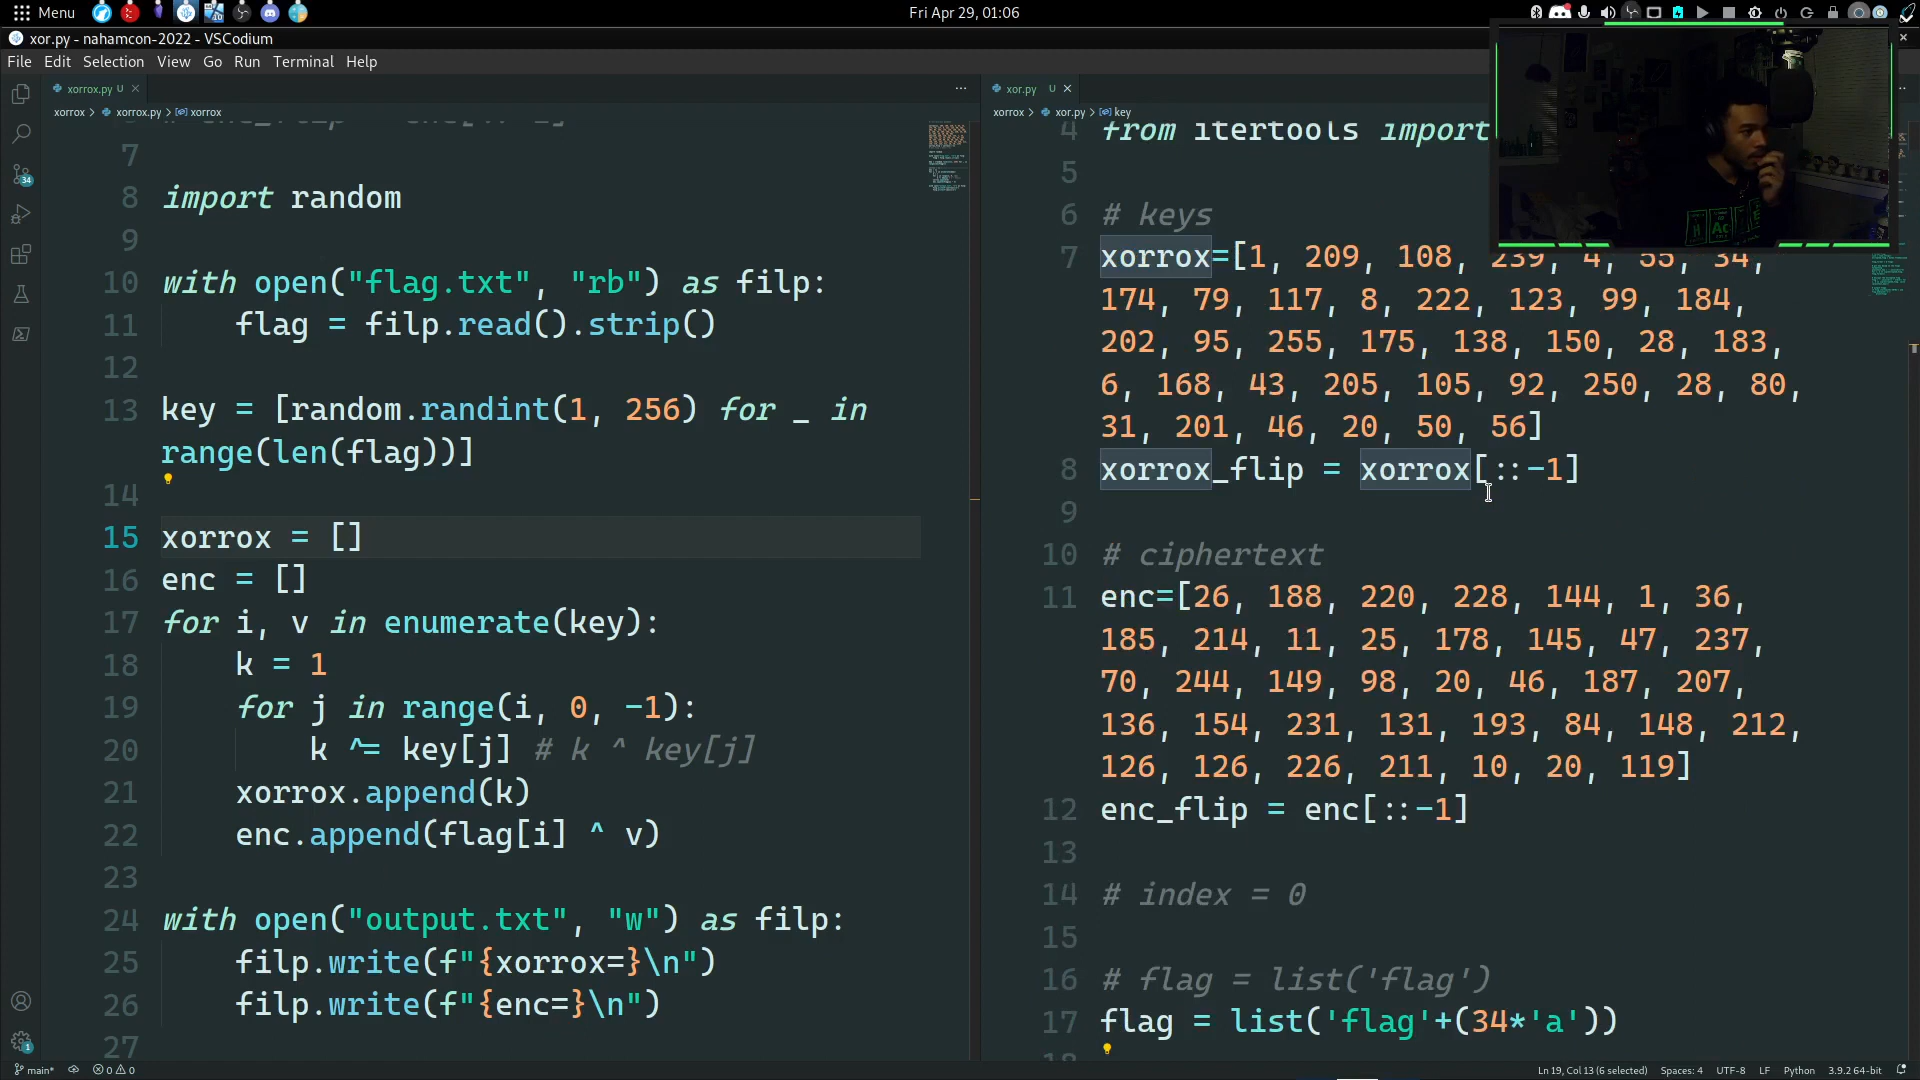 Menu
Fri Apr 29, 01:06
xor.py - nahamcon-2022 - VSCodium
File Edit Selection View Go Run Terminal Help
xorrox.py U
xorrox > xorrox.py > xorrox
7
8 import random
9
10 with open("flag.txt", "rb") as filp:
11 flag = filp.read().strip()
12
13 key = [random.randint(1, 256) for _ in
range(len(flag))]
14
15 xorrox = []
16 enc = []
17 for i, v in enumerate(key):
18 k = 1
19 for j in range(i, 0, -1):
20 k ^= key[j] # k ^ key[j]
21 xorrox.append(k)
22 enc.append(flag[i] ^ v)
23
24 with open("output.txt", "w") as filp:
25 filp.write(f"{xorrox=}\n")
26 filp.write(f"{enc=}\n")
27
xor.py U
xorrox > xor.py > key
4 from itertools import
5
6 # keys
7 xorrox=[1, 209, 108, 239, 4, 55, 34,
174, 79, 117, 8, 222, 123, 99, 184,
202, 95, 255, 175, 138, 150, 28, 183,
6, 168, 43, 205, 105, 92, 250, 28, 80,
31, 201, 46, 20, 50, 56]
8 xorrox_flip = xorrox[::-1]
9
10 # ciphertext
11 enc=[26, 188, 220, 228, 144, 1, 36,
185, 214, 11, 25, 178, 145, 47, 237,
70, 244, 149, 98, 20, 46, 187, 207,
136, 154, 231, 131, 193, 84, 148, 212,
126, 126, 226, 211, 10, 20, 119]
12 enc_flip = enc[::-1]
13
14 # index = 0
15
16 # flag = list('flag')
17 flag = list('flag'+(34*'a'))
34
1
main* 0 0
Ln 19, Col 13 (6 selected) Spaces: 4 UTF-8 LF Python 3.9.2 64-bit